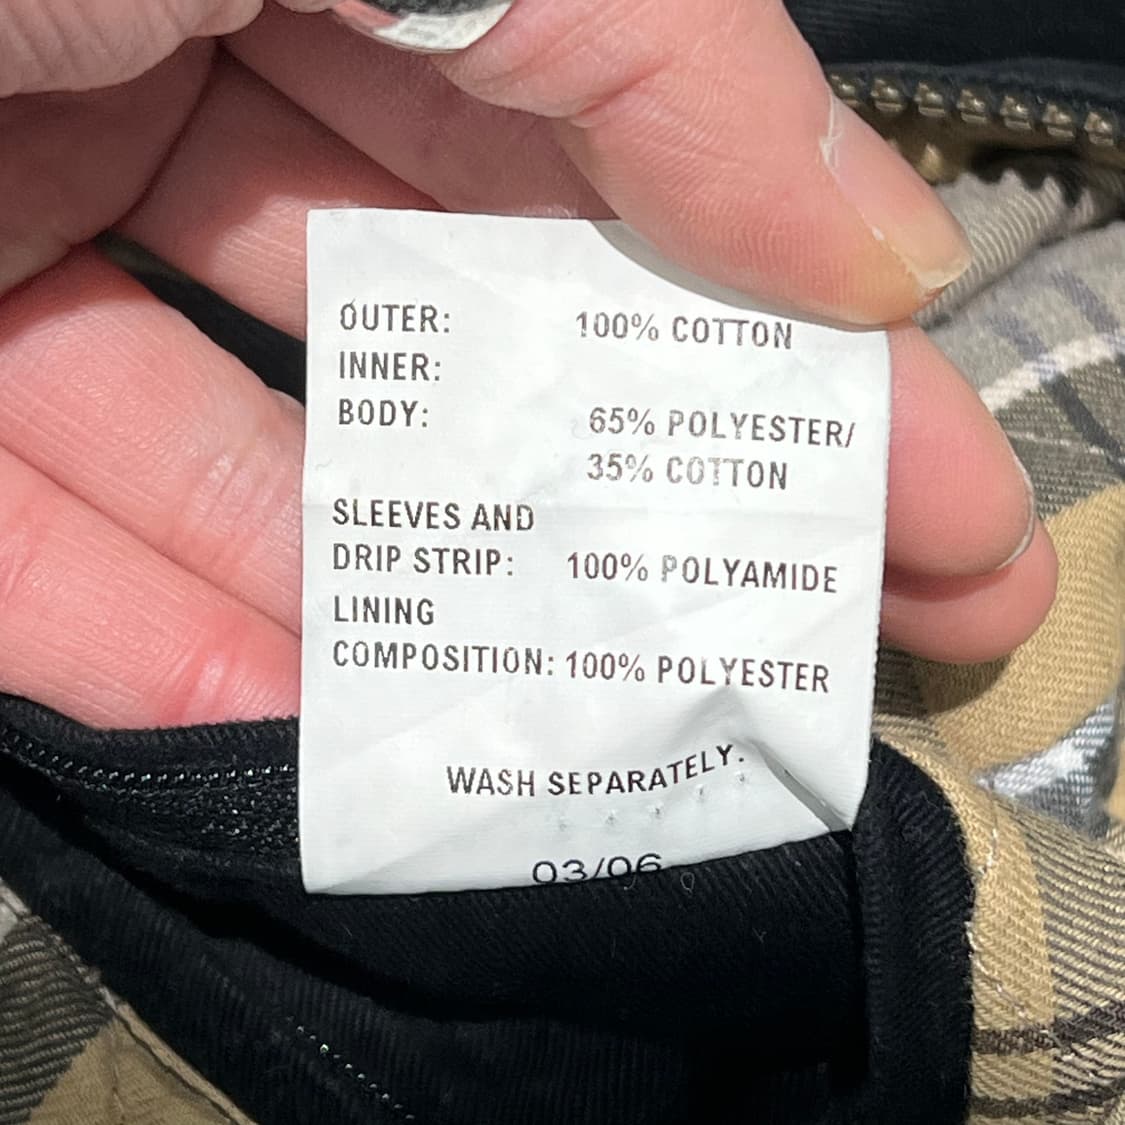 OUTER: 100% COTTON
INNER:
BODY: 65% POLYESTER/
35% COTTON
SLEEVES AND
DRIP STRIP: 100% POLYAMIDE
LINING
COMPOSITION: 100% POLYESTER
WASH SEPARATELY.
03/06